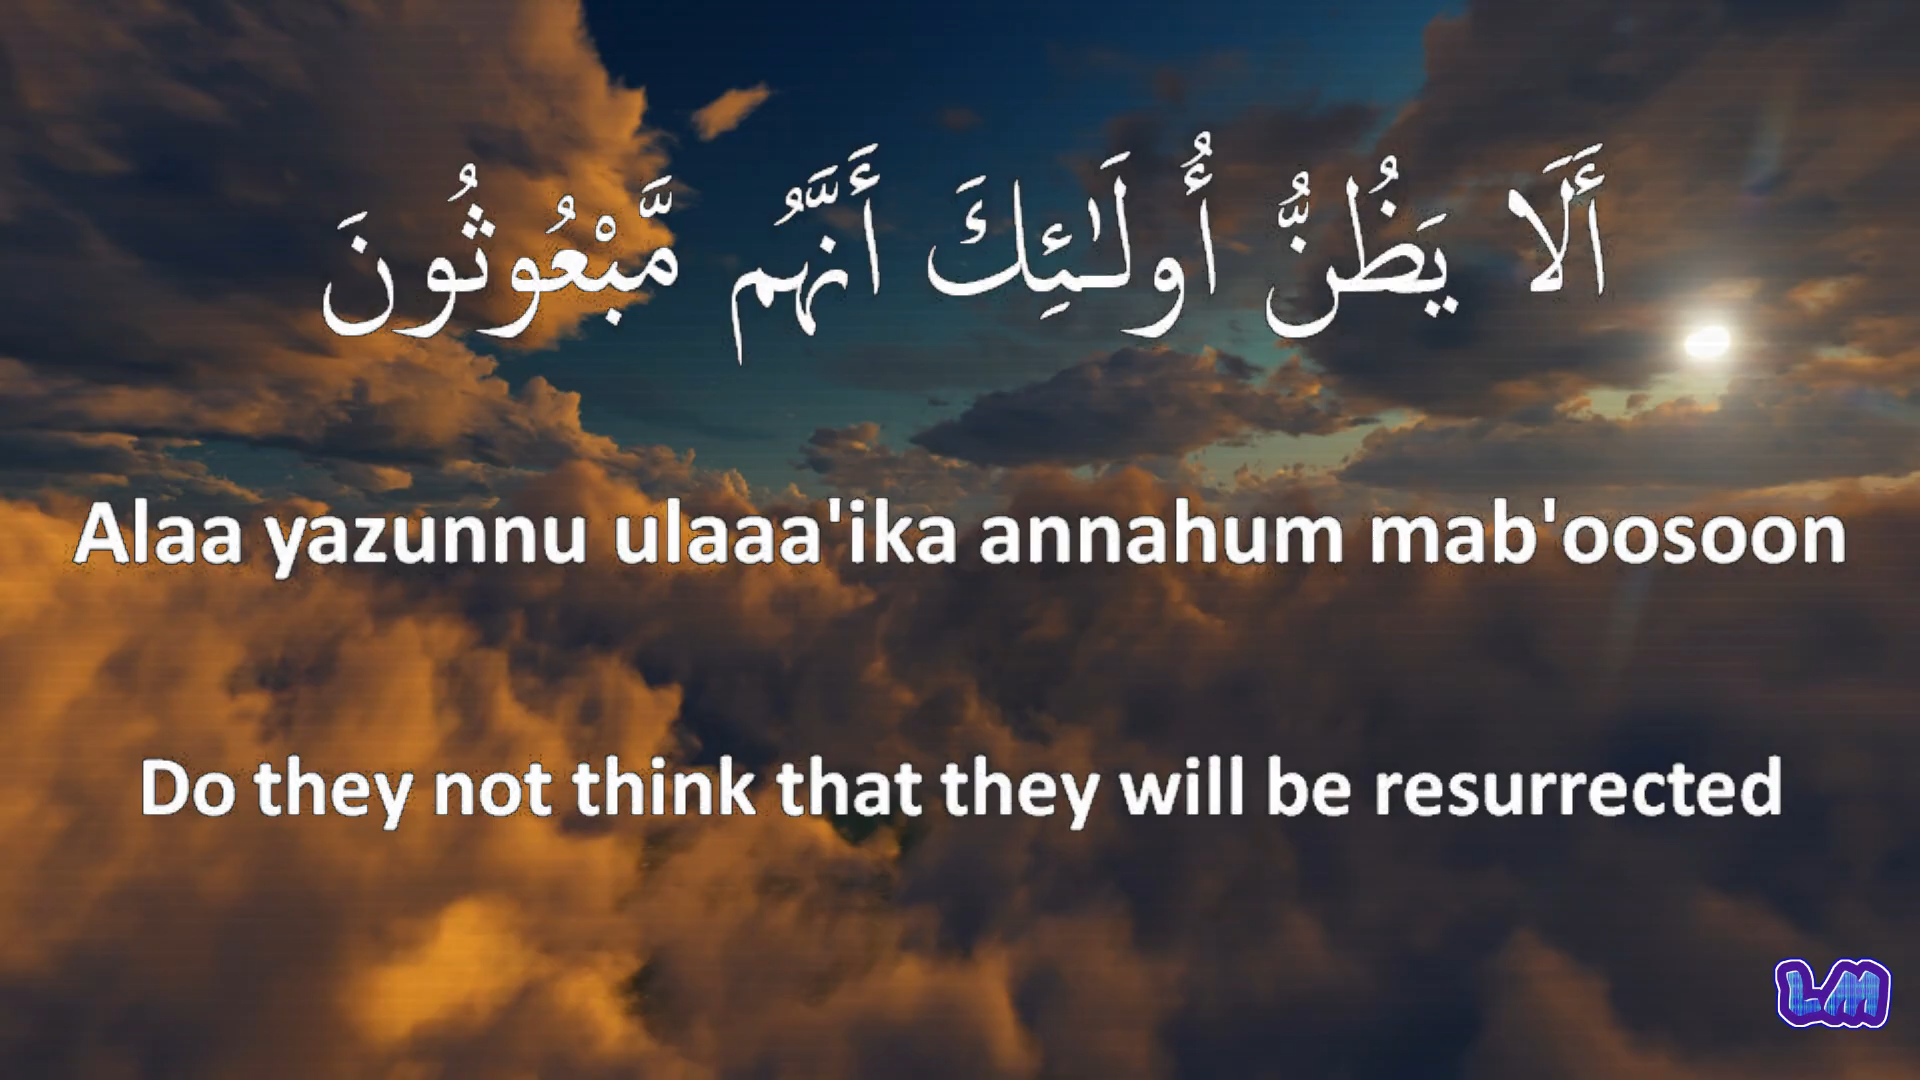 أَلَا يَظُنُّ أُولَـٰئِكَ أَنَّهُم مَّبْعُوثُونَ
Alaa yazunnu ulaaa'ika annahum mab'oosoon
Do they not think that they will be resurrected
LM